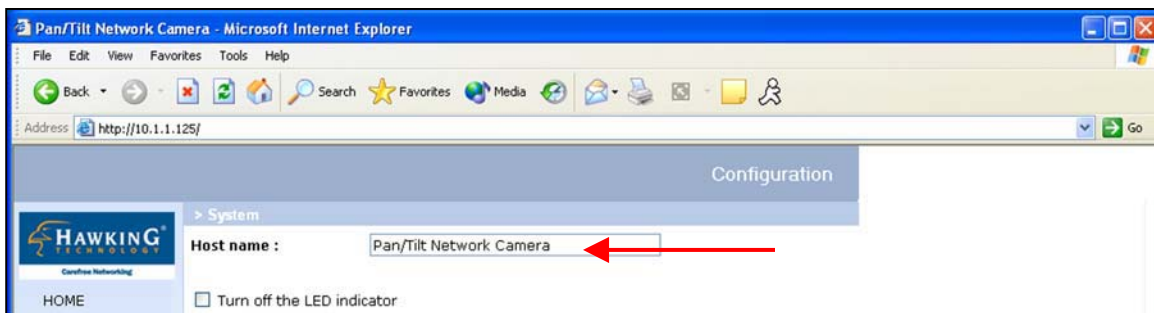 Pan/Tilt Network Camera - Microsoft Internet Explorer
File Edit View Favorites Tools Help
Back Search Favorites Media
Address http://10.1.1.125/ Go
Configuration
> System
HAWKING
TECHNOLOGY
Carefree Networking
Host name : Pan/Tilt Network Camera
HOME
Turn off the LED indicator